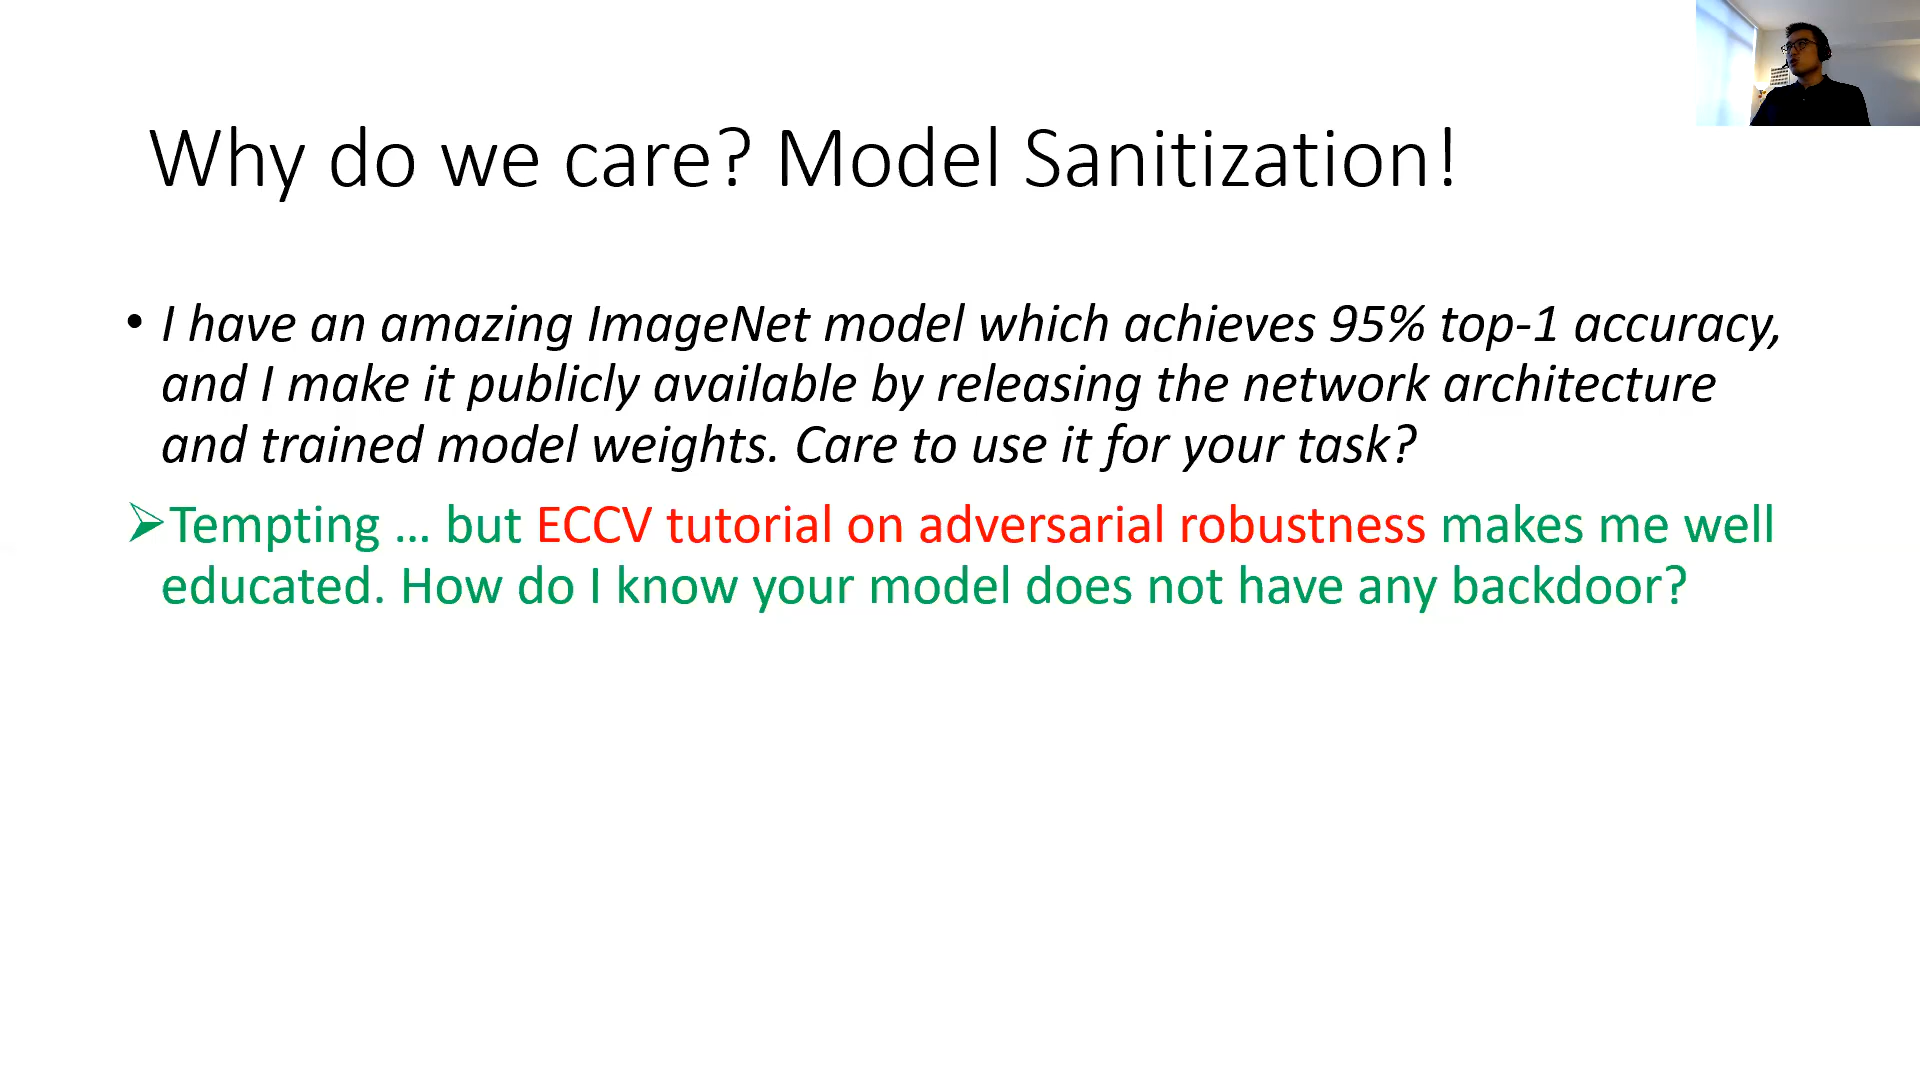 Why do we care? Model Sanitization!
• I have an amazing ImageNet model which achieves 95% top-1 accuracy,
and I make it publicly available by releasing the network architecture
and trained model weights. Care to use it for your task?
➢Tempting … but ECCV tutorial on adversarial robustness makes me well
educated. How do I know your model does not have any backdoor?